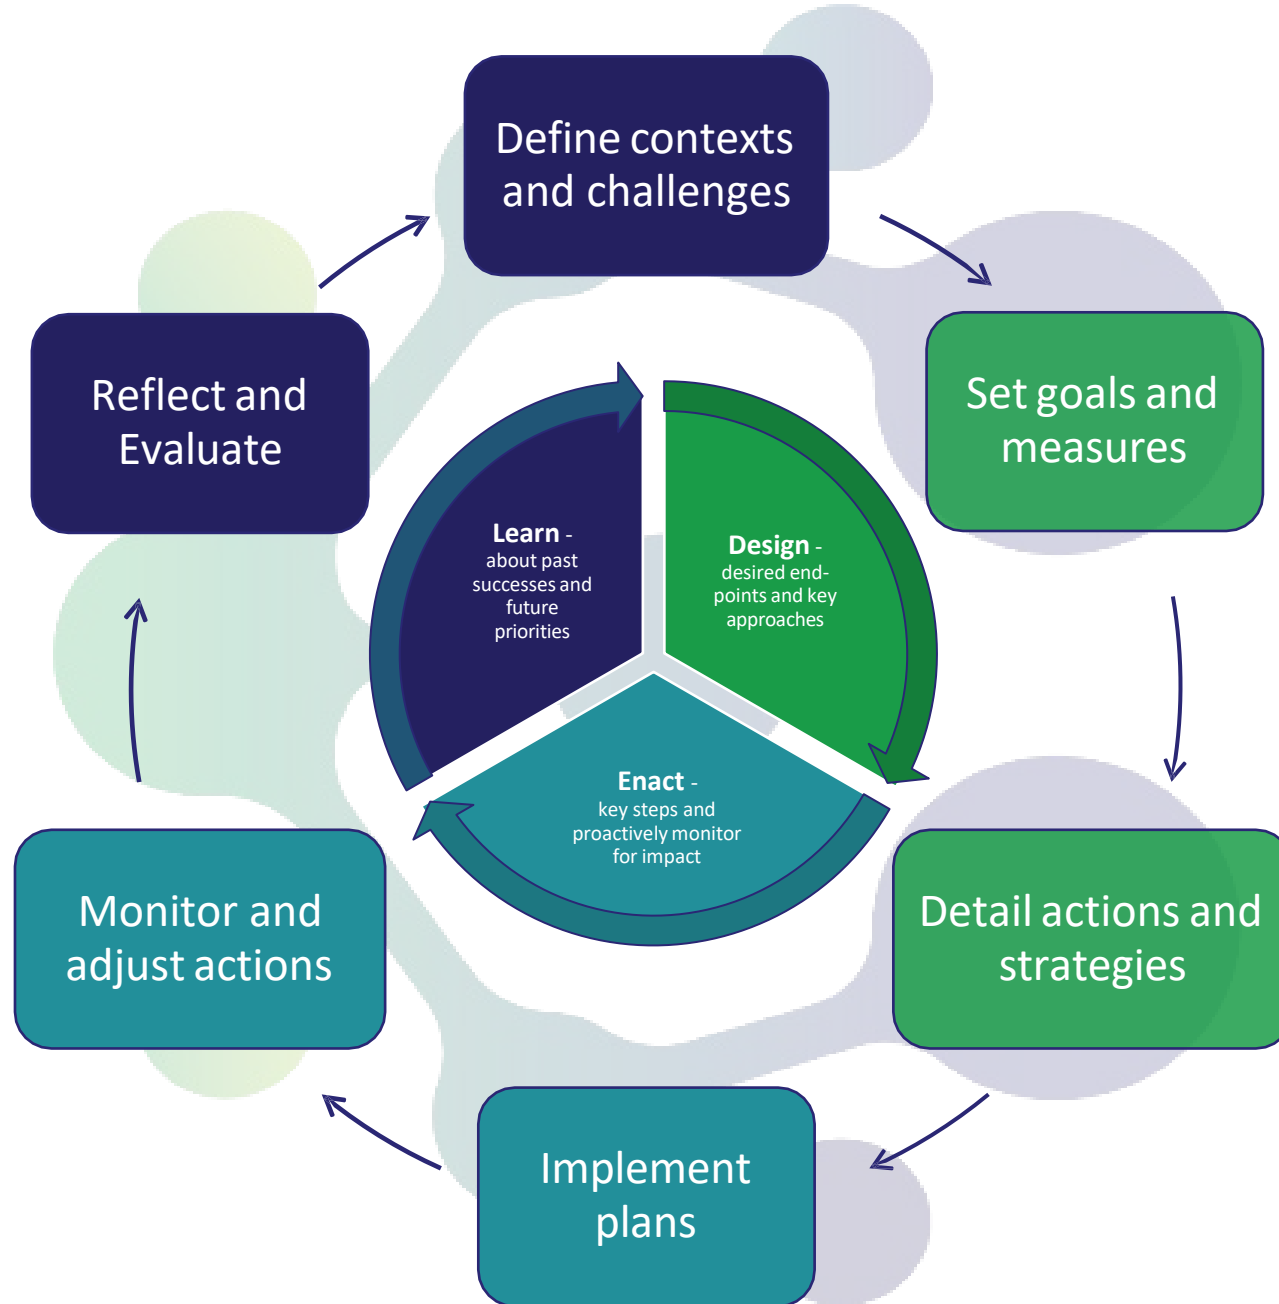 Define contexts
and challenges
Set goals and
measures
Detail actions and
strategies
Implement
plans
Monitor and
adjust actions
Reflect and
Evaluate
Learn -
about past
successes and
future
priorities
Design -
desired end-
points and key
approaches
Enact -
key steps and
proactively monitor
for impact